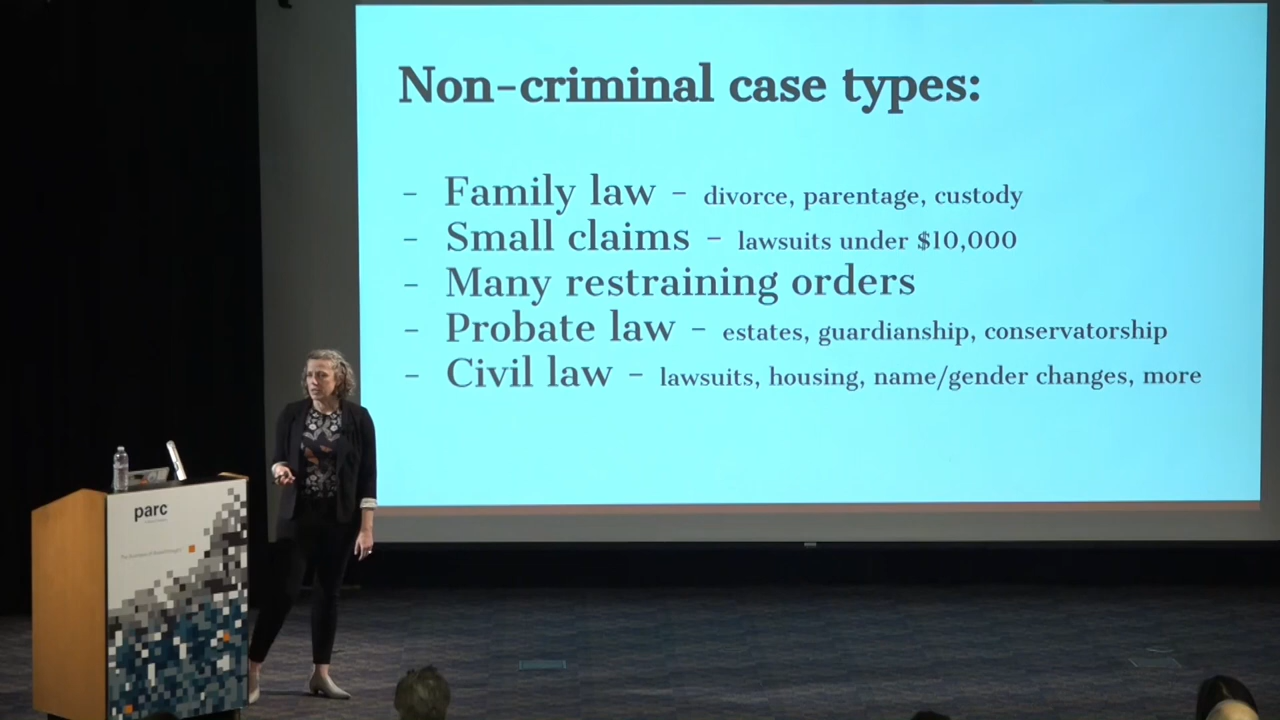 Non-criminal case types:
- Family law - divorce, parentage, custody
- Small claims - lawsuits under $10,000
- Many restraining orders
- Probate law - estates, guardianship, conservatorship
- Civil law - lawsuits, housing, name/gender changes, more
parc